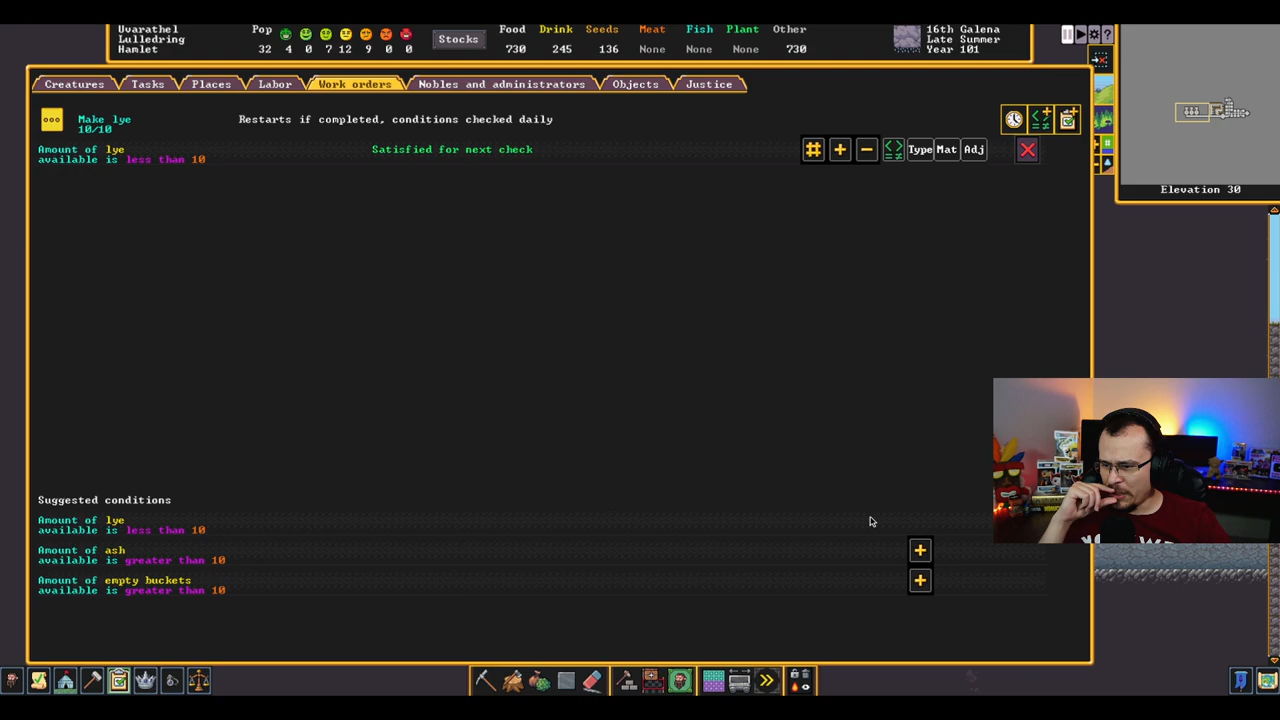 Uvarathel
Lulledring
Hamlet
Pop
32 4 0 7 12 9 0 0
Stocks
Food Drink Seeds Meat Fish Plant Other
730 245 136 None None None 730
16th Galena
Late Summer
Year 101
?
Creatures Tasks Places Labor Work orders Nobles and administrators Objects Justice
Make lye
10/10
Restarts if completed, conditions checked daily
Amount of lye
available is less than 10
Satisfied for next check
Type Mat Adj
Elevation 30
Suggested conditions
Amount of lye
available is less than 10
Amount of ash
available is greater than 10
Amount of empty buckets
available is greater than 10